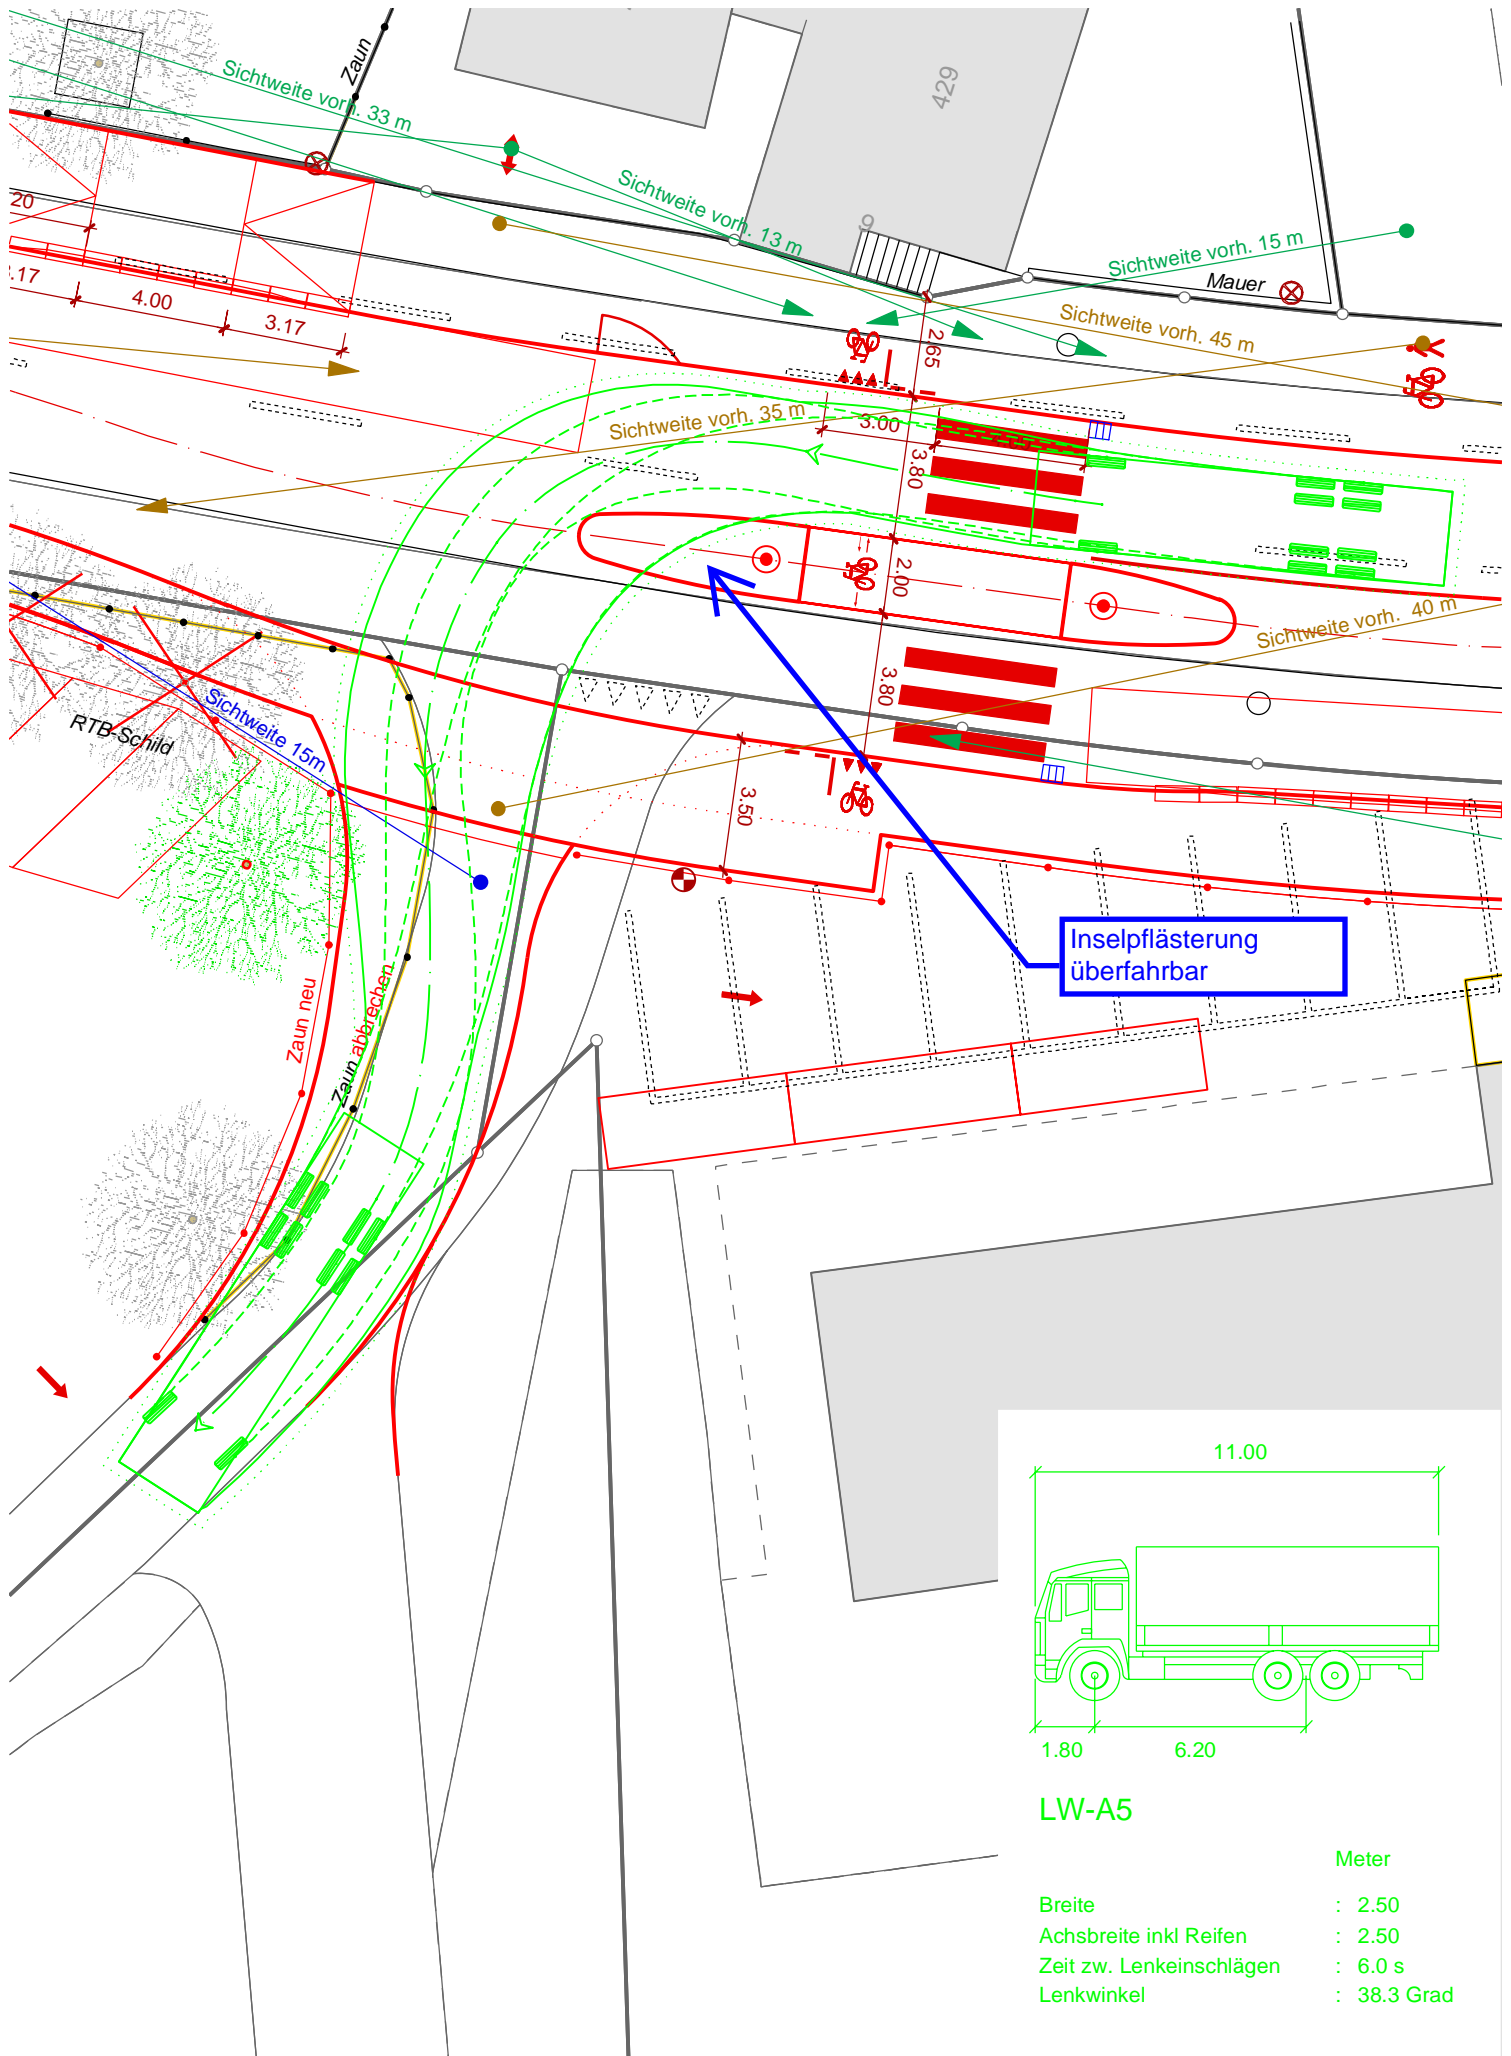 Zaun
Sichtweite vorh. 33 m
429
Sichtweite vorh. 13 m
Sichtweite vorh. 15 m
Mauer
20
.17
4.00
3.17
Sichtweite vorh. 45 m
2.65
Sichtweite vorh. 35 m
3.00
3.80
2.00
Sichtweite vorh. 40 m
3.80
Sichtweite 15m
RTB-Schild
3.50
Inselpflästerung
überfahrbar
Zaun neu
Zaun abbrechen
11.00
1.80
6.20
LW-A5
Meter
Breite : 2.50
Achsbreite inkl Reifen : 2.50
Zeit zw. Lenkeinschlägen : 6.0 s
Lenkwinkel : 38.3 Grad